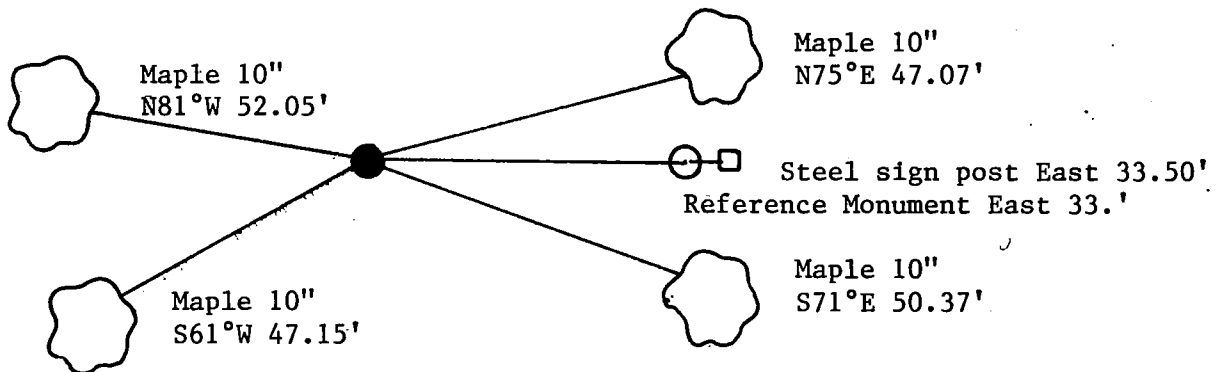 Maple 10"
N81°W 52.05'
Maple 10"
N75°E 47.07'
Steel sign post East 33.50'
Reference Monument East 33.'
Maple 10"
S61°W 47.15'
Maple 10"
S71°E 50.37'